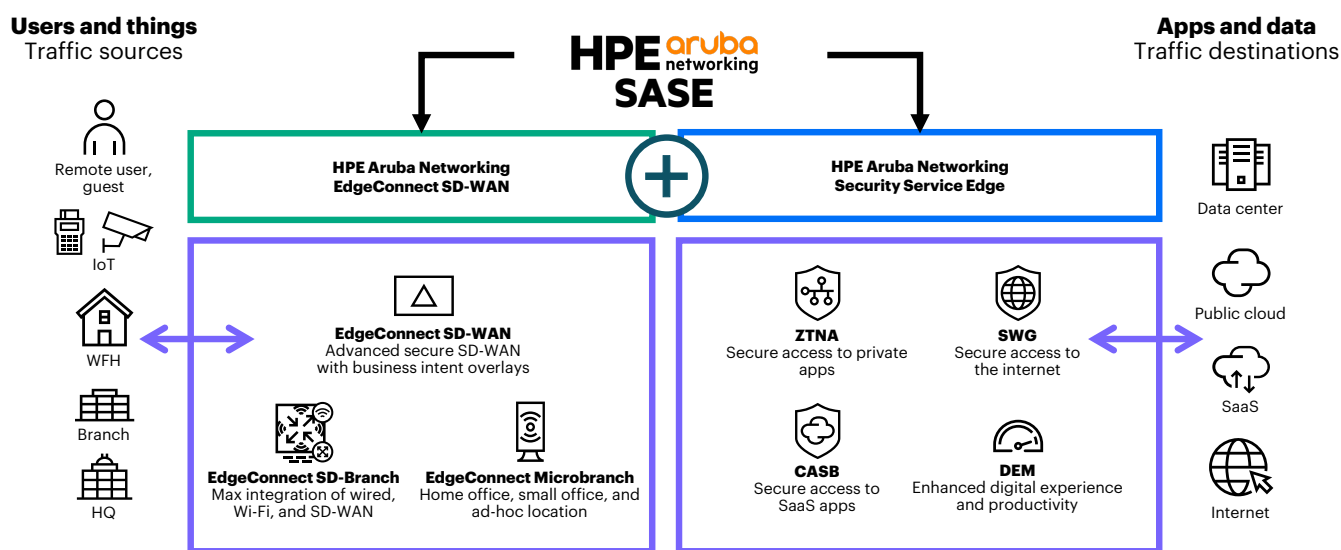 Users and things
Traffic sources
HPE aruba
networking
SASE
Apps and data
Traffic destinations
Remote user,
guest
IoT
WFH
Branch
HQ
HPE Aruba Networking
EdgeConnect SD-WAN
HPE Aruba Networking
Security Service Edge
EdgeConnect SD-WAN
Advanced secure SD-WAN
with business intent overlays
EdgeConnect SD-Branch
Max integration of wired,
Wi-Fi, and SD-WAN
EdgeConnect Microbranch
Home office, small office, and
ad-hoc location
ZTNA
Secure access to private
apps
SWG
Secure access to
the internet
CASB
Secure access to
SaaS apps
DEM
Enhanced digital experience
and productivity
Data center
Public cloud
SaaS
Internet